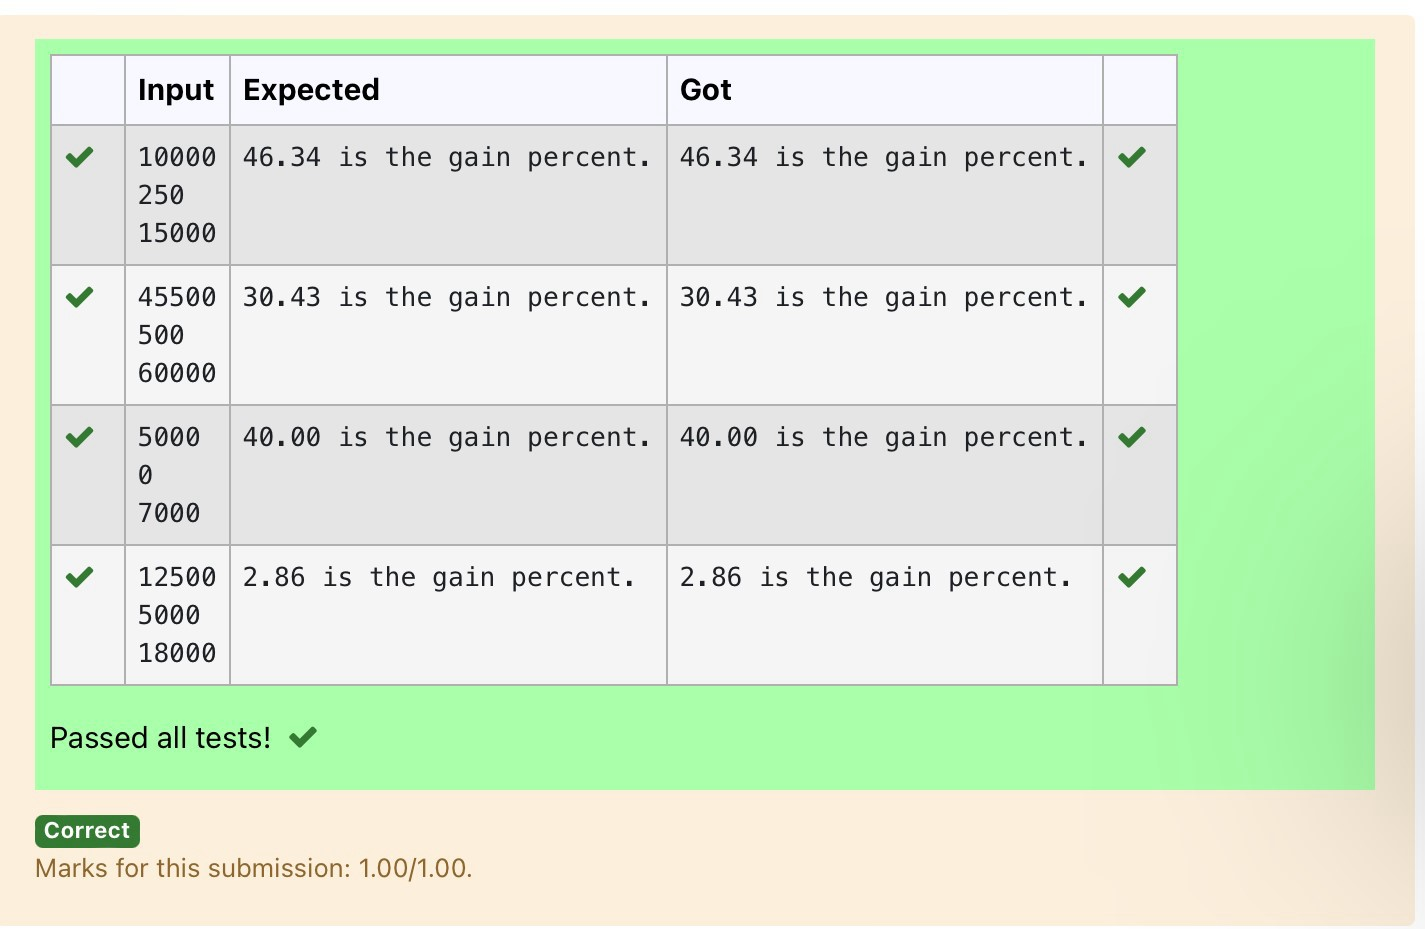 Input Expected Got
10000 46.34 is the gain percent. 46.34 is the gain percent.
250
15000
45500 30.43 is the gain percent. 30.43 is the gain percent.
500
60000
5000 40.00 is the gain percent. 40.00 is the gain percent.
0
7000
12500 2.86 is the gain percent. 2.86 is the gain percent.
5000
18000
Passed all tests!
Correct
Marks for this submission: 1.00/1.00.